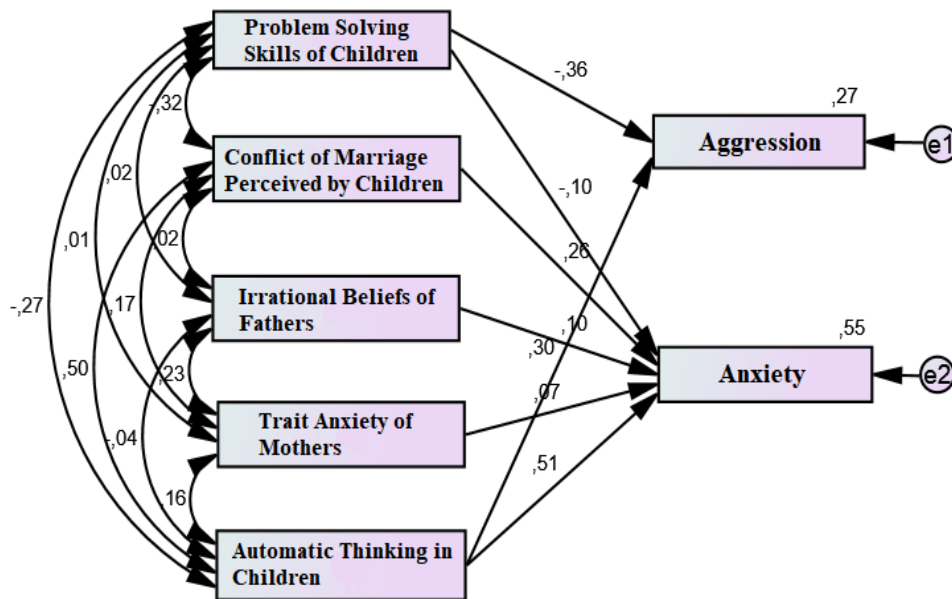 Problem Solving
Skills of Children
-,36
,27
Aggression
e1
-,32
Conflict of Marriage
Perceived by Children
,02
-,10
,01
,02
,26
-,27
,17
Irrational Beliefs of
Fathers
,10
,30
,55
,50
,23
Anxiety
e2
,07
Trait Anxiety of
Mothers
-,04
,51
,16
Automatic Thinking in
Children